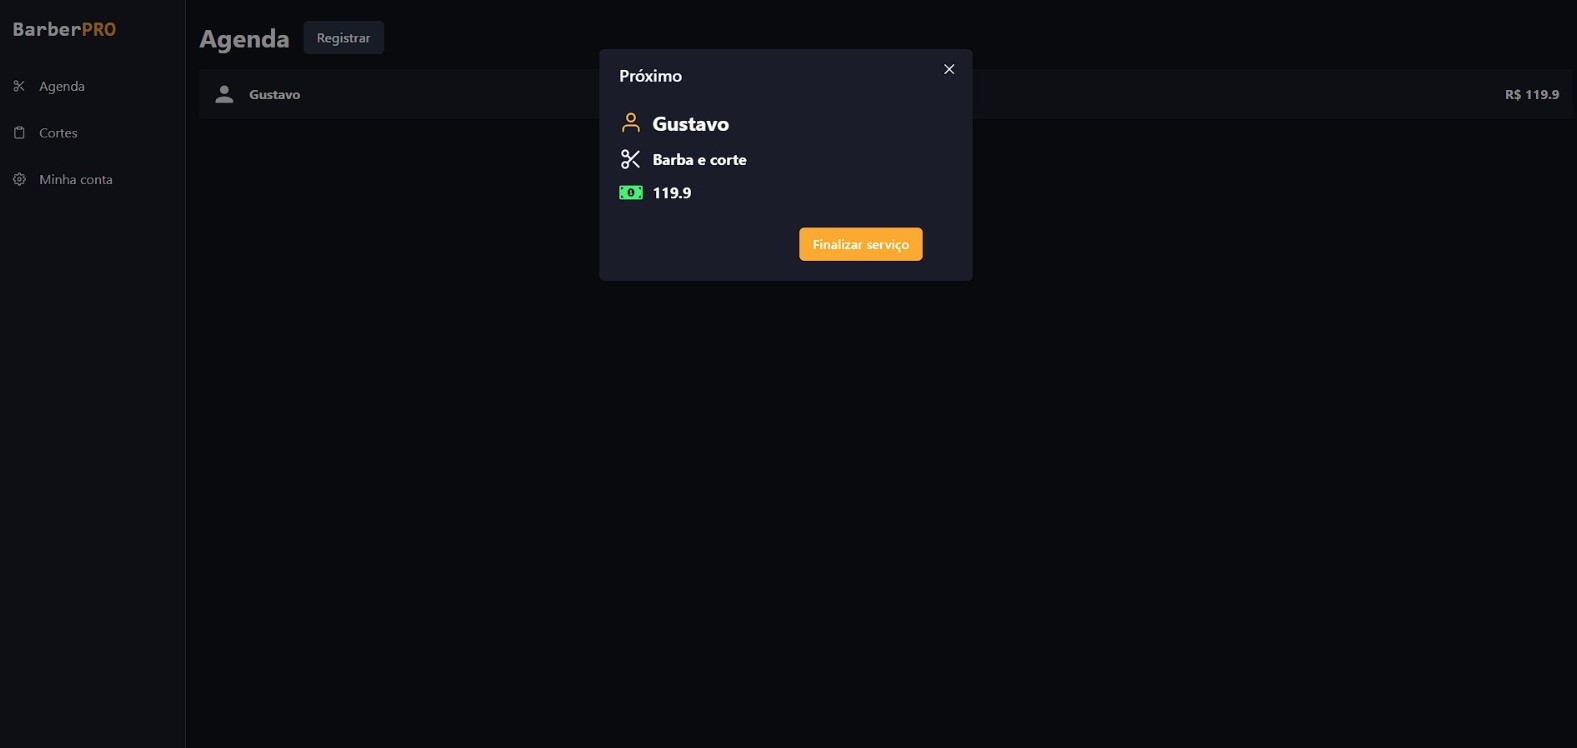 BarberPRO
Agenda
Cortes
Minha conta
Agenda
Registrar
Gustavo
R$ 119.9
Próximo
Gustavo
Barba e corte
119.9
Finalizar serviço